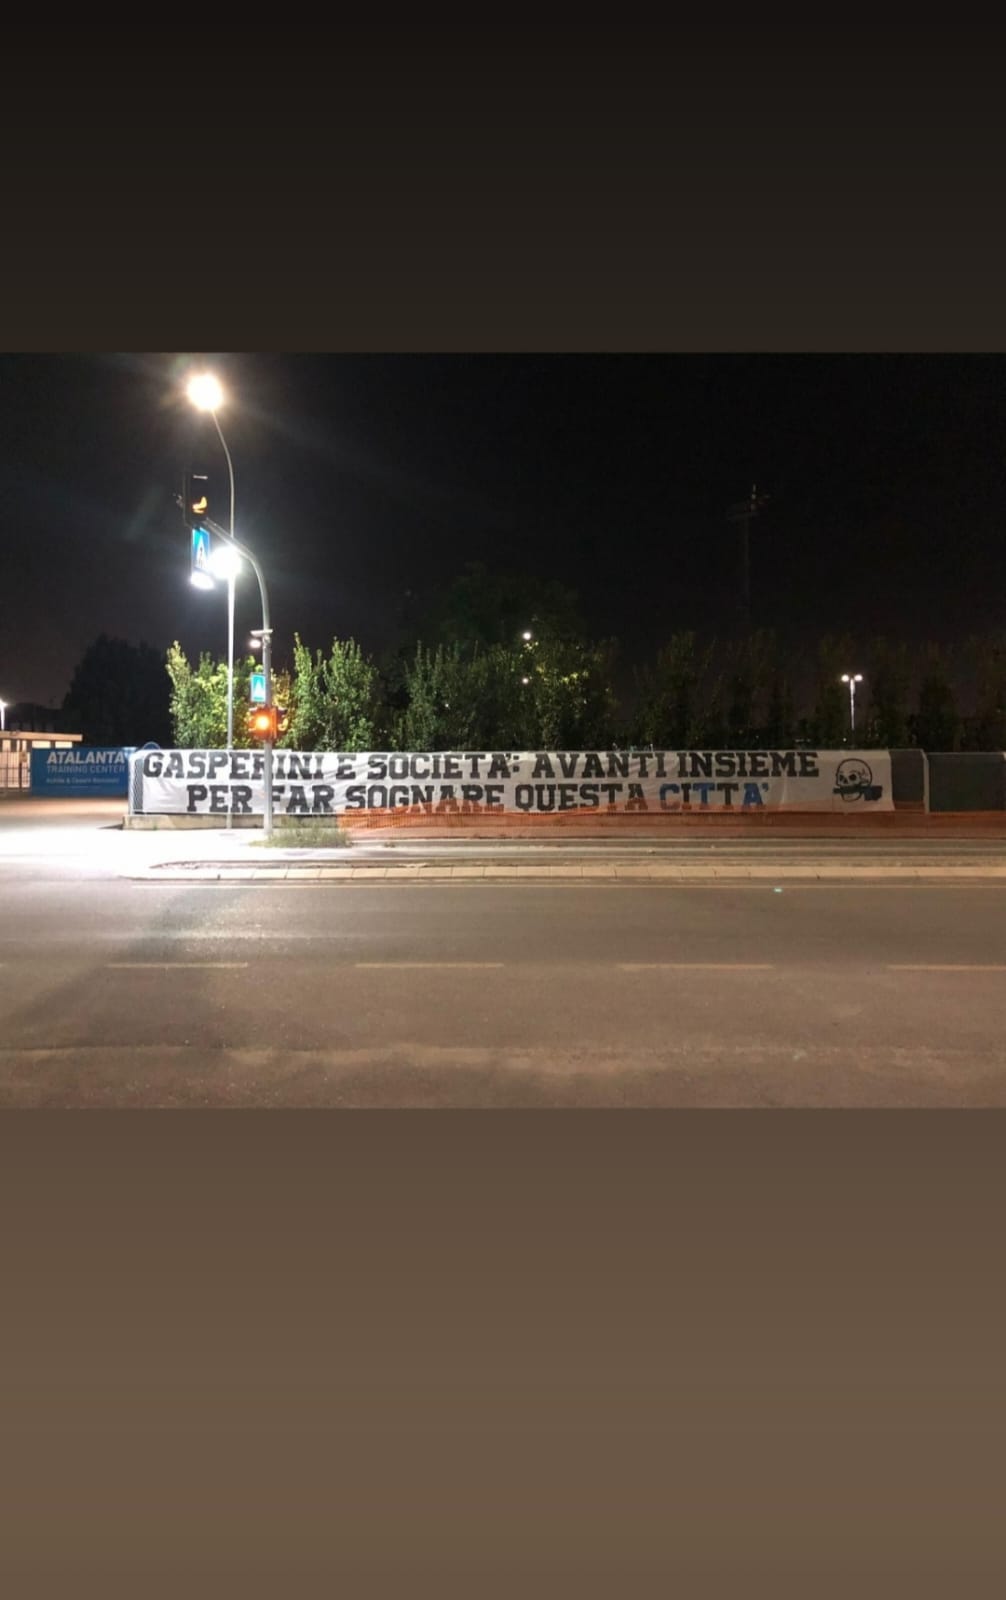 ATALANTA
TRAINING CENTER
GASPERINI E SOCIETA': AVANTI INSIEME
PER FAR SOGNARE QUESTA CITTA'